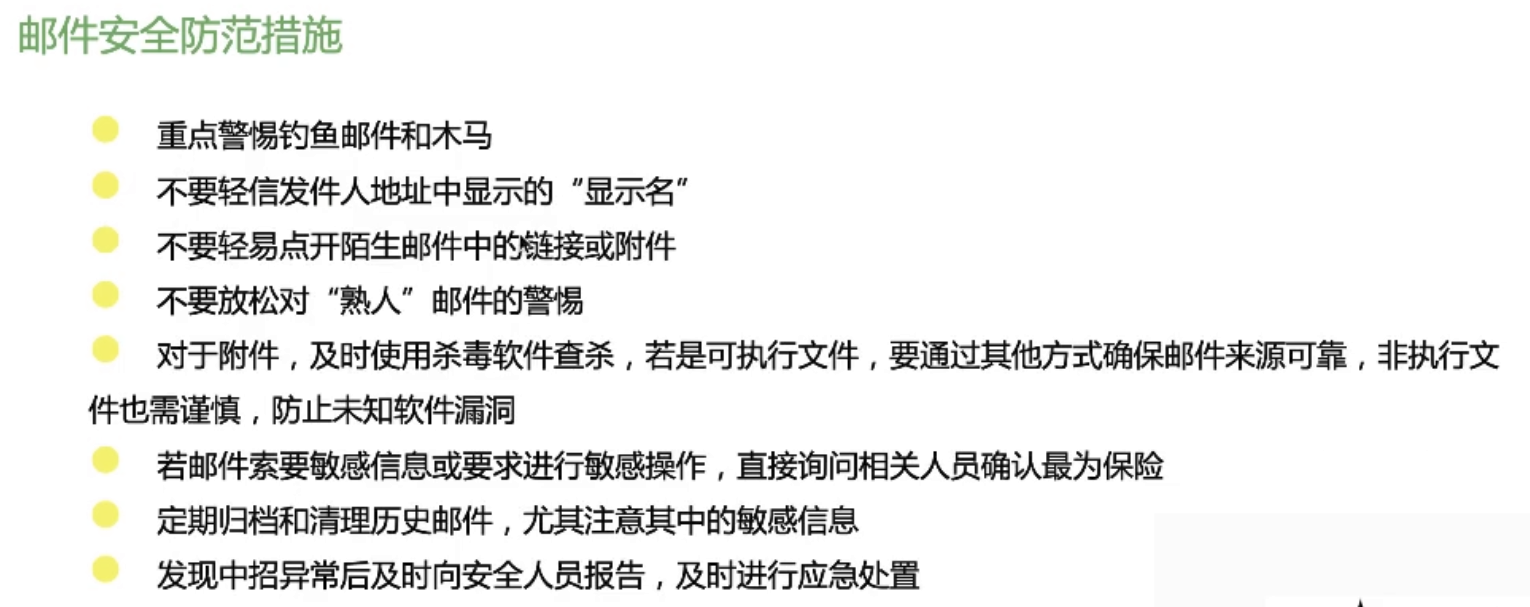 邮件安全防范措施
重点警惕钓鱼邮件和木马
不要轻信发件人地址中显示的“显示名”
不要轻易点开陌生邮件中的链接或附件
不要放松对“熟人”邮件的警惕
对于附件，及时使用杀毒软件查杀，若是可执行文件，要通过其他方式确保邮件来源可靠，非执行文
件也需谨慎，防止未知软件漏洞
若邮件索要敏感信息或要求进行敏感操作，直接询问相关人员确认最为保险
定期归档和清理历史邮件，尤其注意其中的敏感信息
发现中招异常后及时向安全人员报告，及时进行应急处置